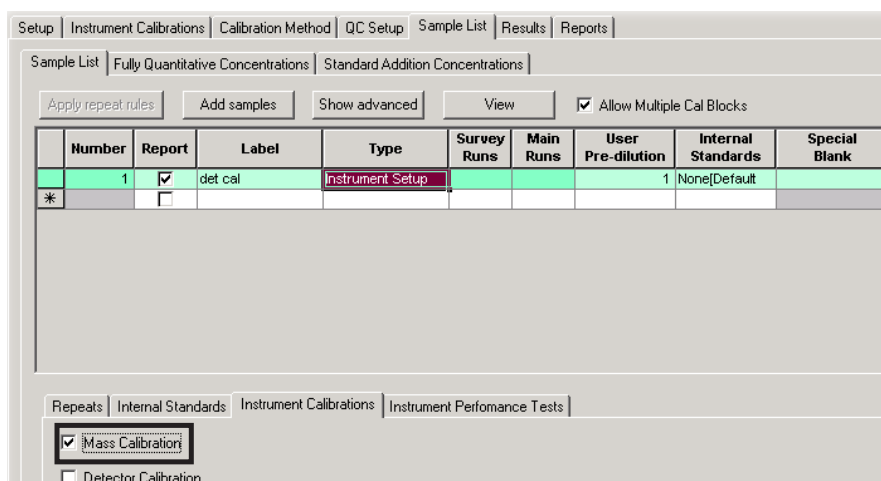 Setup Instrument Calibrations Calibration Method QC Setup Sample List Results Reports
Sample List Fully Quantitative Concentrations Standard Addition Concentrations
Apply repeat rules Add samples Show advanced View Allow Multiple Cal Blocks
Number Report Label Type Survey Runs Main Runs User Pre-dilution Internal Standards Special Blank
1 det cal Instrument Setup 1 None[Default
Repeats Internal Standards Instrument Calibrations Instrument Perfomance Tests
Mass Calibration
Detector Calibration